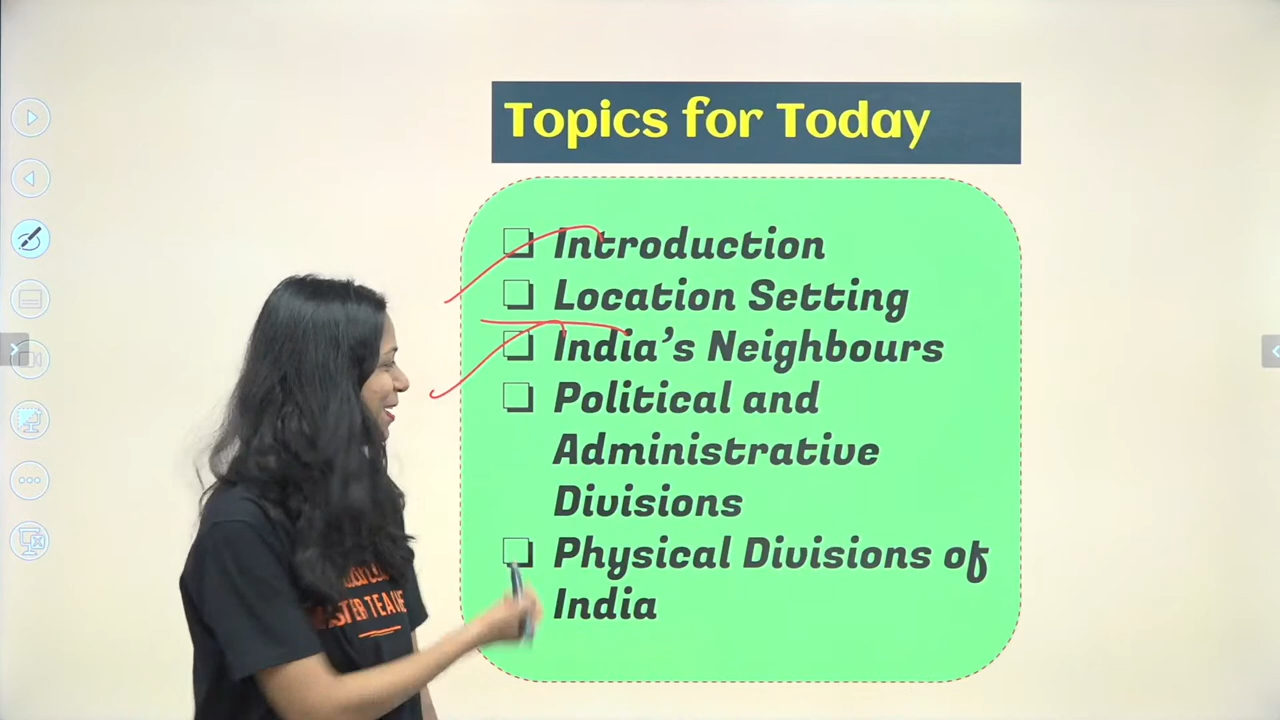 Topics for Today
Introduction
Location Setting
India's Neighbours
Political and
Administrative
Divisions
Physical Divisions of
India